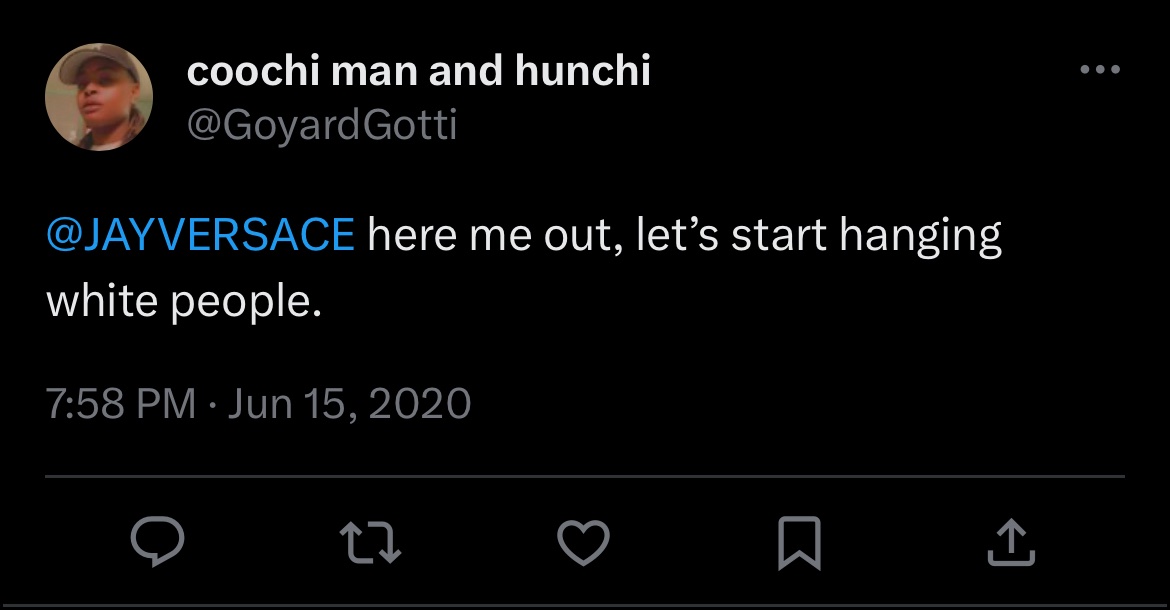 coochi man and hunchi
@GoyardGotti
@JAYVERSACE here me out, let’s start hanging
white people.
7:58 PM · Jun 15, 2020